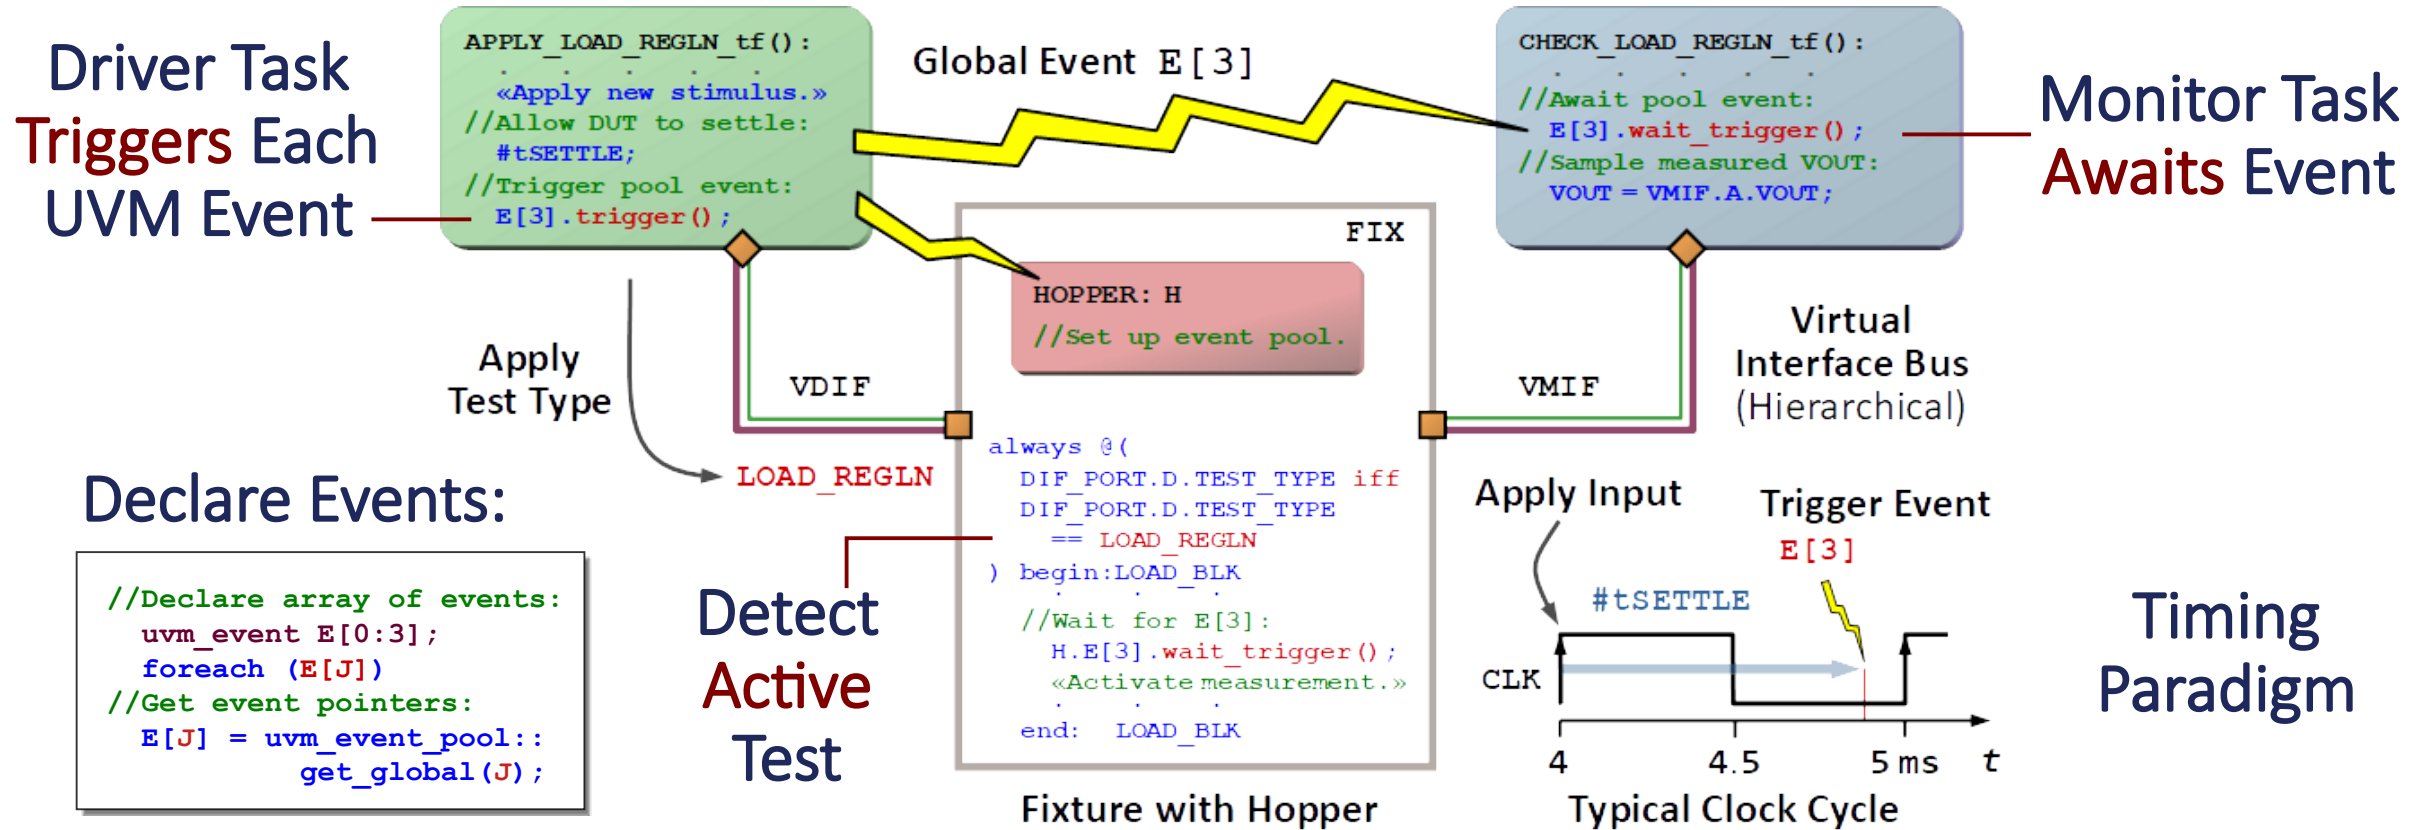 Driver Task
Triggers Each
UVM Event
APPLY_LOAD_REGLN_tf():
. . . . .
«Apply new stimulus.»
//Allow DUT to settle:
#tSETTLE;
//Trigger pool event:
E[3].trigger();
Global Event E[3]
CHECK_LOAD_REGLN_tf():
. . . . .
//Await pool event:
E[3].wait_trigger();
//Sample measured VOUT:
VOUT = VMIF.A.VOUT;
Monitor Task
Awaits Event
FIX
HOPPER: H
//Set up event pool.
Apply
Test Type
VDIF
VMIF
Virtual
Interface Bus
(Hierarchical)
LOAD_REGLN
always @(
DIF_PORT.D.TEST_TYPE iff
DIF_PORT.D.TEST_TYPE
== LOAD_REGLN
) begin:LOAD_BLK
. . .
//Wait for E[3]:
H.E[3].wait_trigger();
«Activate measurement.»
. . .
end: LOAD_BLK
Fixture with Hopper
Declare Events:
//Declare array of events:
uvm_event E[0:3];
foreach (E[J])
//Get event pointers:
E[J] = uvm_event_pool::
get_global(J);
Detect
Active
Test
Apply Input
Trigger Event
E[3]
#tSETTLE
CLK
4 4.5 5 ms t
Typical Clock Cycle
Timing
Paradigm